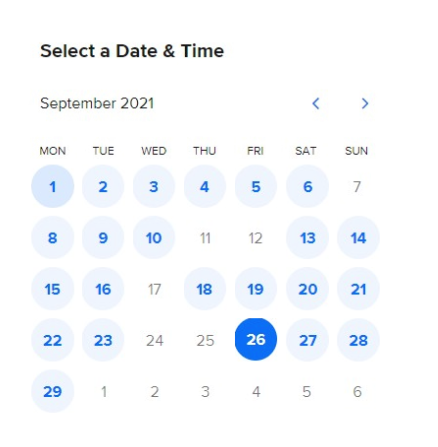 Select a Date & Time
September 2021
MON TUE WED THU FRI SAT SUN
1 2 3 4 5 6 7
8 9 10 11 12 13 14
15 16 17 18 19 20 21
22 23 24 25 26 27 28
29 1 2 3 4 5 6